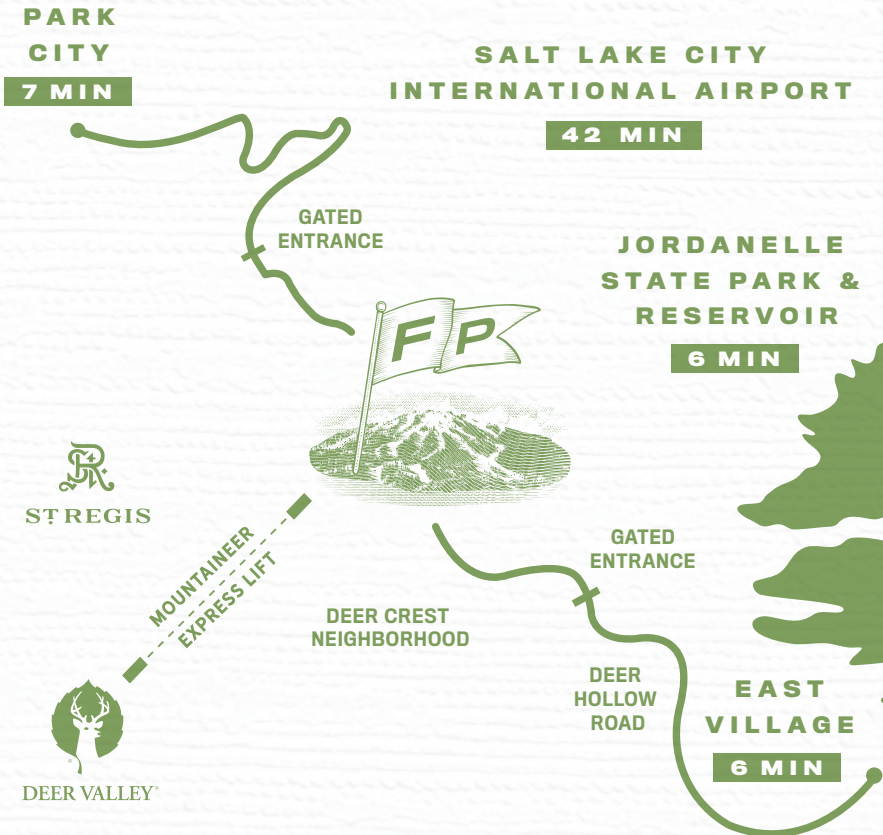 PARK
CITY
7 MIN
SALT LAKE CITY
INTERNATIONAL AIRPORT
42 MIN
GATED
ENTRANCE
JORDANELLE
STATE PARK &
RESERVOIR
6 MIN
FP
SR
ST REGIS
MOUNTAINEER
EXPRESS LIFT
GATED
ENTRANCE
DEER CREST
NEIGHBORHOOD
DEER
HOLLOW
ROAD
EAST
VILLAGE
6 MIN
DEER VALLEY®